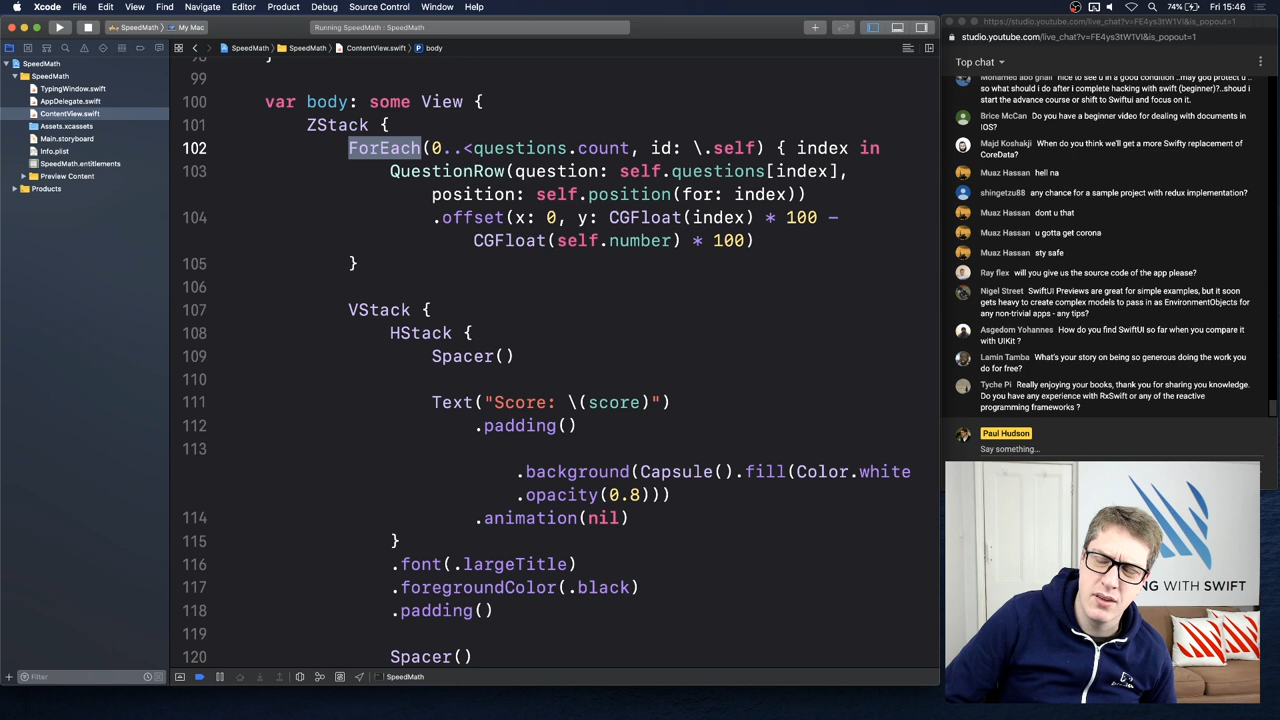 Xcode File Edit View Find Navigate Editor Product Debug Source Control Window Help 74% Fri 15:46
SpeedMath My Mac Running SpeedMath : SpeedMath
SpeedMath SpeedMath ContentView.swift body
SpeedMath
SpeedMath
TypingWindow.swift
AppDelegate.swift
ContentView.swift
Assets.xcassets
Main.storyboard
Info.plist
SpeedMath.entitlements
Preview Content
Products
Filter
98 }
99
100 var body: some View {
101 ZStack {
102 ForEach(0..<questions.count, id: \.self) { index in
103 QuestionRow(question: self.questions[index],
position: self.position(for: index))
104 .offset(x: 0, y: CGFloat(index) * 100 -
CGFloat(self.number) * 100)
105 }
106
107 VStack {
108 HStack {
109 Spacer()
110
111 Text("Score: \(score)")
112 .padding()
113
.background(Capsule().fill(Color.white
.opacity(0.8)))
114 .animation(nil)
115 }
116 .font(.largeTitle)
117 .foregroundColor(.black)
118 .padding()
119
120 Spacer()
SpeedMath
https://studio.youtube.com/live_chat?v=FE4ys3tW1VI&is_popout=1
studio.youtube.com/live_chat?v=FE4ys3tW1VI&is_popout=1
Top chat
Mohamed abo ghali nice to see u in a good condition ..may god protect u ..
so what should i do after i complete hacking with swift (beginner)?..shoud i
start the advance course or shift to Swiftui and focus on it.
Brice McCan Do you have a beginner video for dealing with documents in
iOS?
Majd Koshakji When do you think we'll get a more Swifty replacement of
CoreData?
Muaz Hassan hell na
shingetzu88 any chance for a sample project with redux implementation?
Muaz Hassan dont u that
Muaz Hassan u gotta get corona
Muaz Hassan sty safe
Ray flex will you give us the source code of the app please?
Nigel Street SwiftUI Previews are great for simple examples, but it soon
gets heavy to create complex models to pass in as EnvironmentObjects for
any non-trivial apps - any tips?
Asgedom Yohannes How do you find SwiftUI so far when you compare it
with UIKit ?
Lamin Tamba What's your story on being so generous doing the work you
do for free?
Tyche Pi Really enjoying your books, thank you for sharing you knowledge.
Do you have any experience with RxSwift or any of the reactive
programming frameworks ?
Paul Hudson
Say something...
NG WITH SWIFT